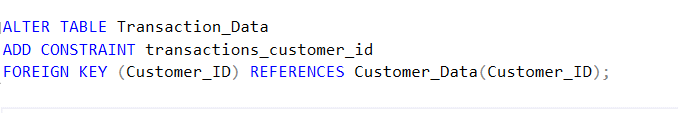 ALTER TABLE Transaction_Data
ADD CONSTRAINT transactions_customer_id
FOREIGN KEY (Customer_ID) REFERENCES Customer_Data(Customer_ID);